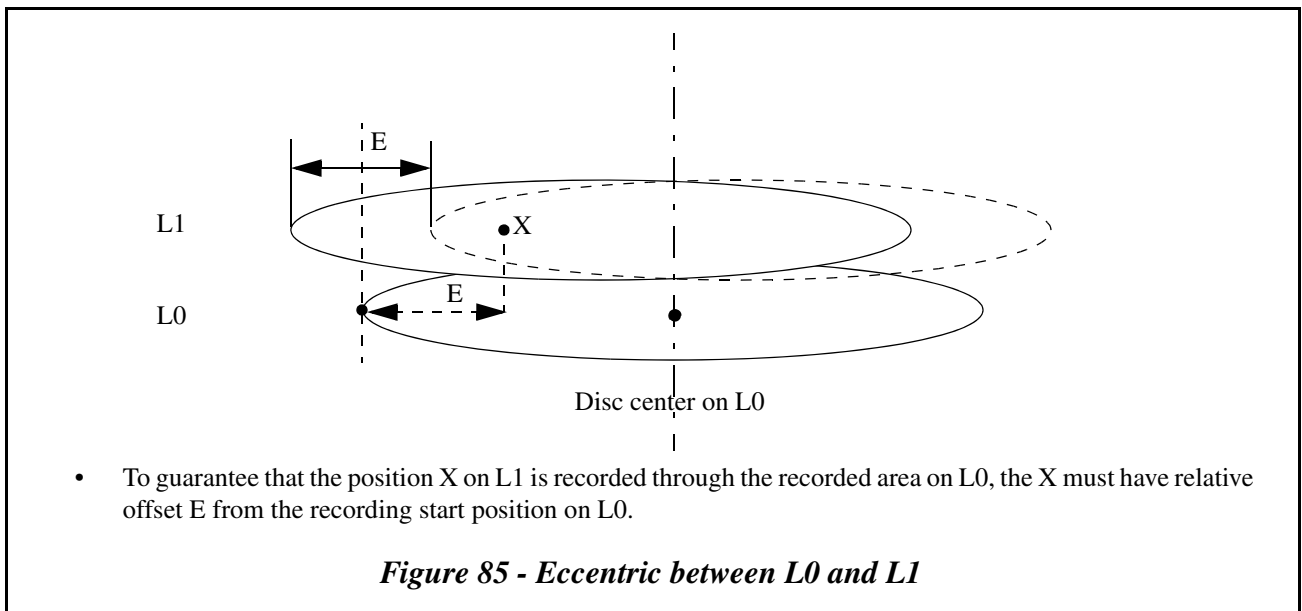 E
L1
X
E
L0
Disc center on L0
• To guarantee that the position X on L1 is recorded through the recorded area on L0, the X must have relative
offset E from the recording start position on L0.
Figure 85 - Eccentric between L0 and L1